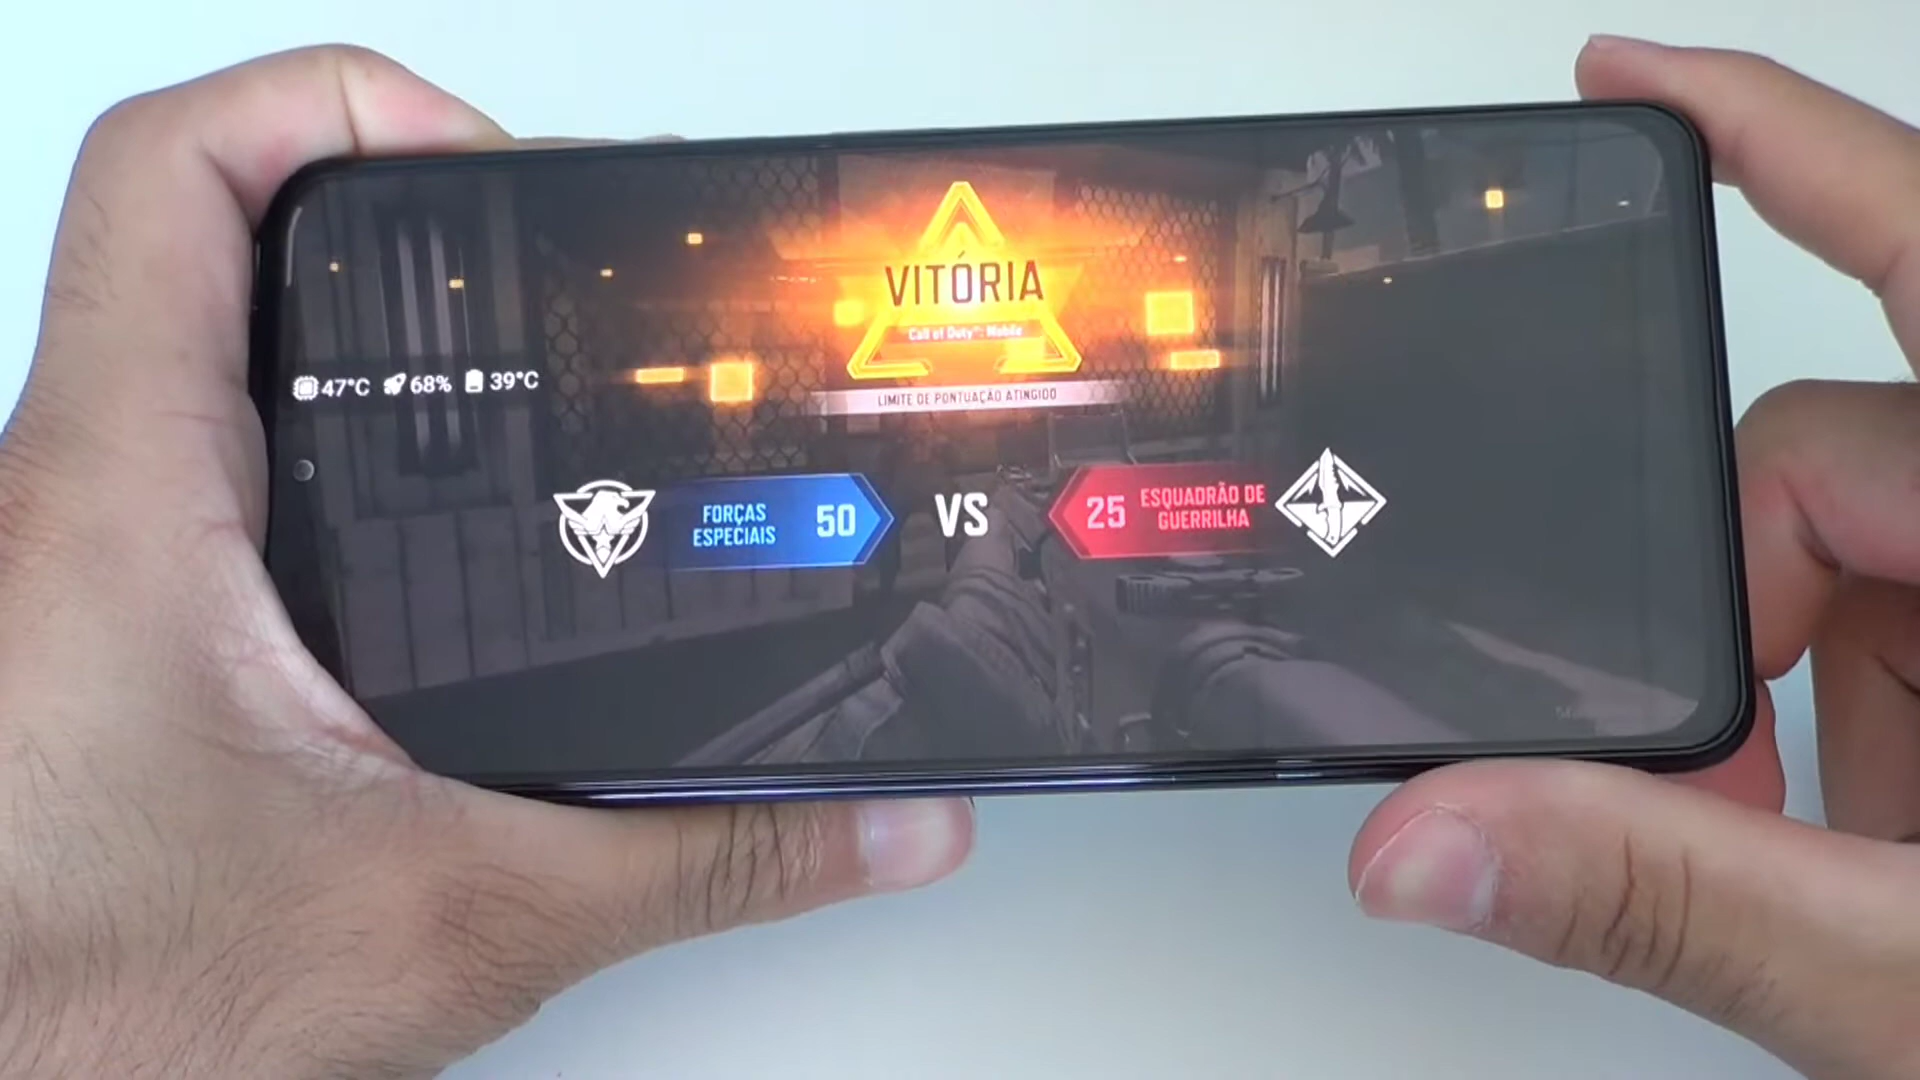 VITÓRIA
Call of Duty®: Mobile
LIMITE DE PONTUAÇÃO ATINGIDO
47°C 68% 39°C
FORÇAS
ESPECIAIS
50
VS
25
ESQUADRÃO DE
GUERRILHA